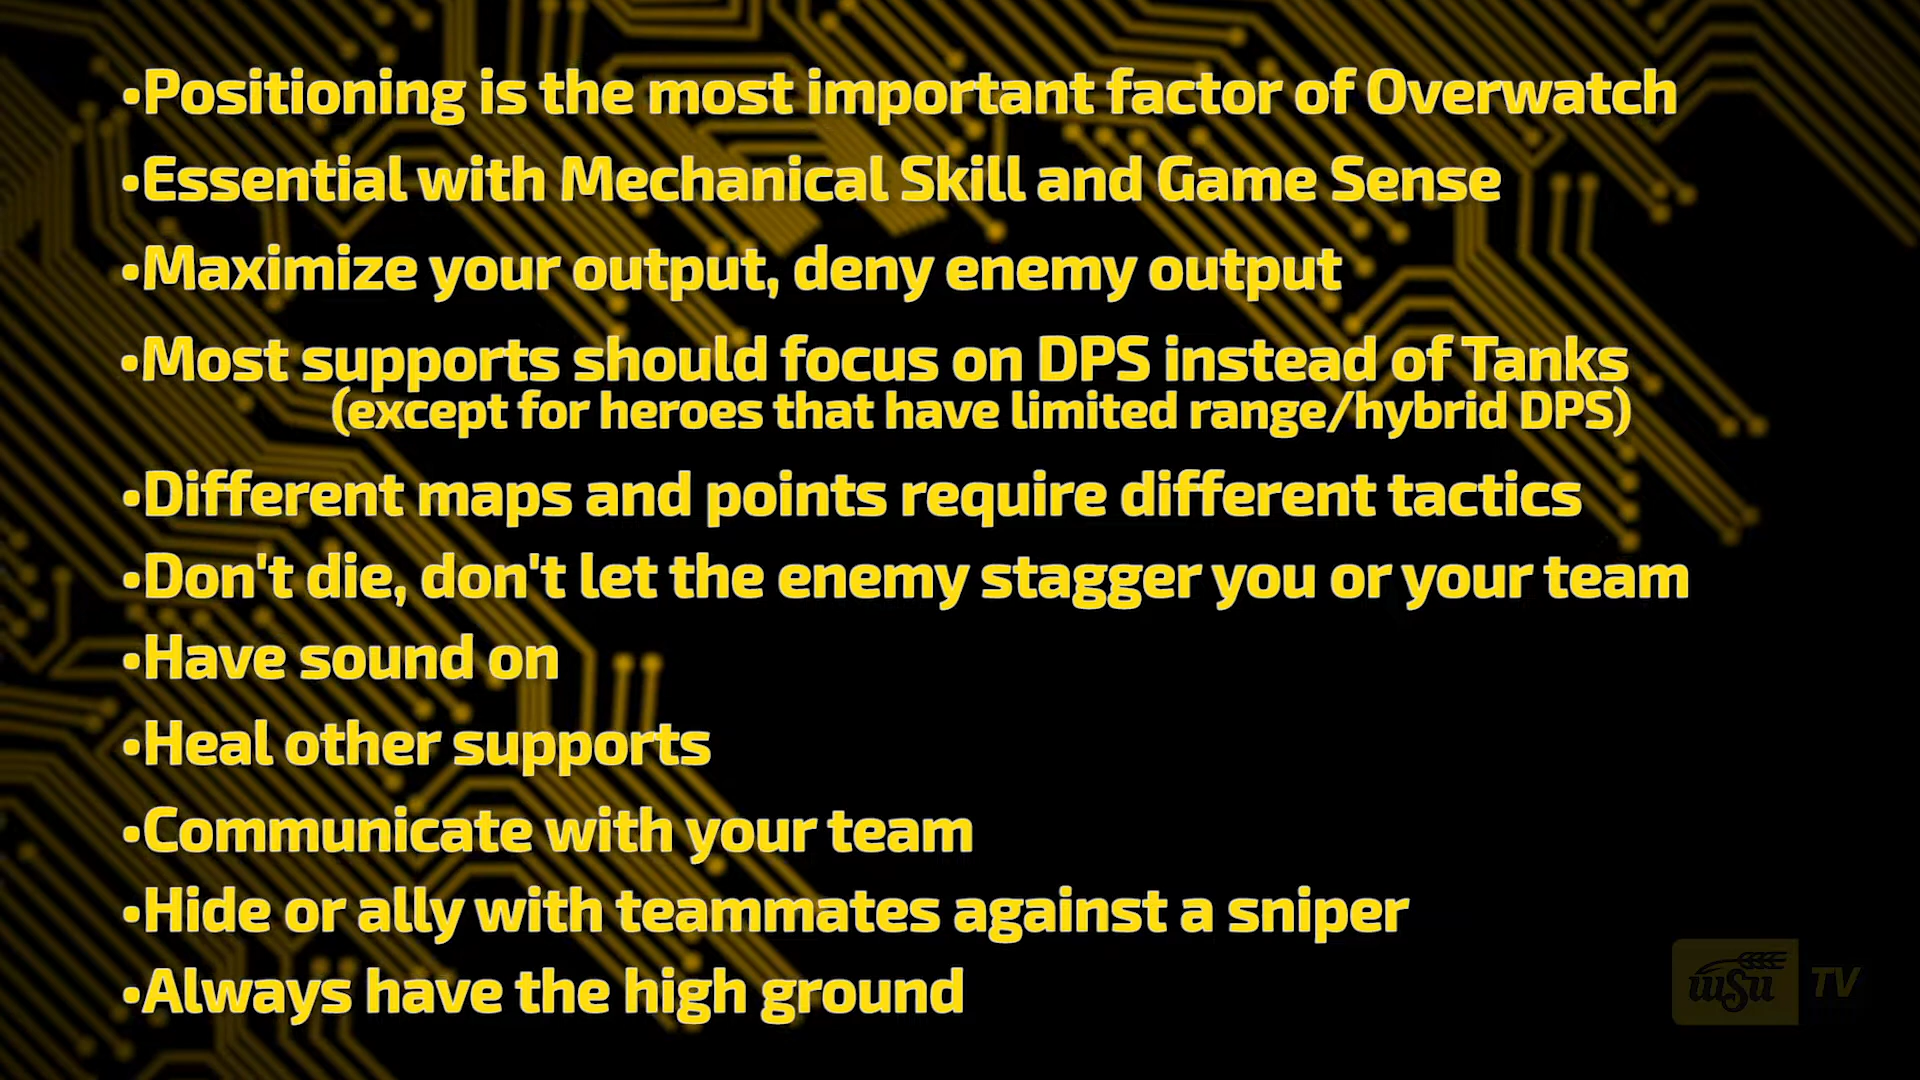 •Positioning is the most important factor of Overwatch
•Essential with Mechanical Skill and Game Sense
•Maximize your output, deny enemy output
•Most supports should focus on DPS instead of Tanks
(except for heroes that have limited range/hybrid DPS)
•Different maps and points require different tactics
•Don't die, don't let the enemy stagger you or your team
•Have sound on
•Heal other supports
•Communicate with your team
•Hide or ally with teammates against a sniper
•Always have the high ground
wsu TV